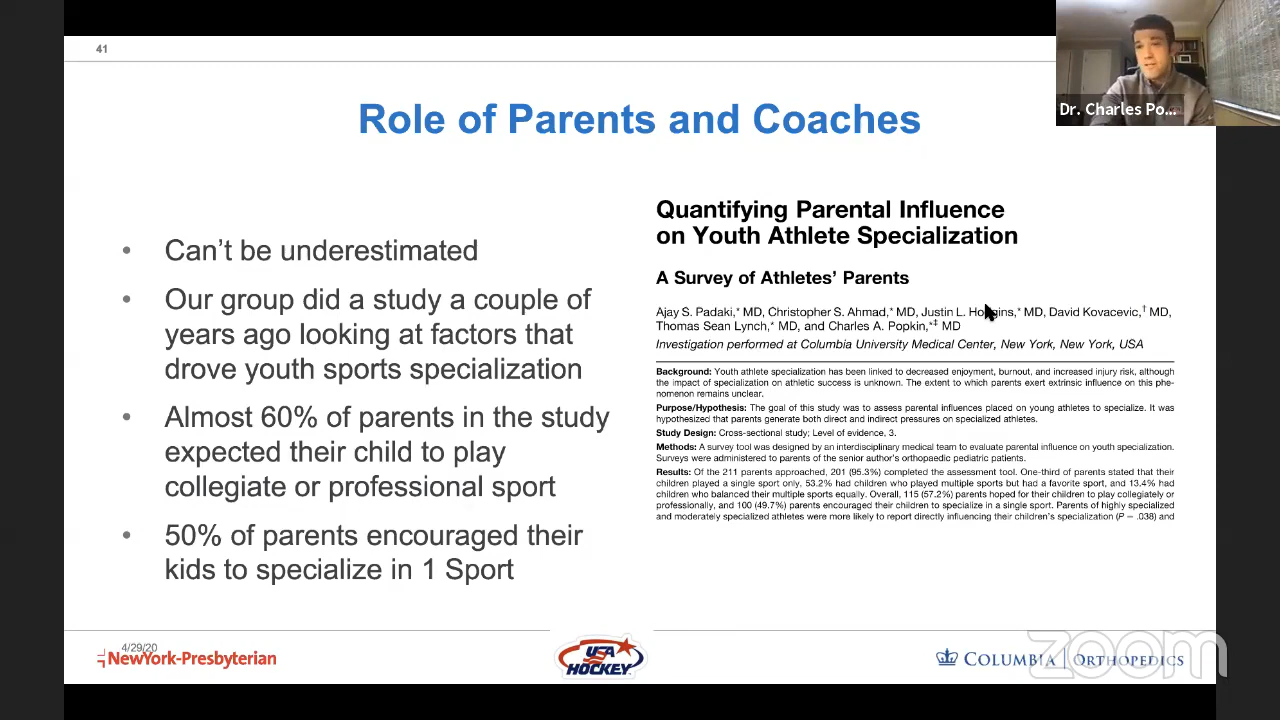 41
Dr. Charles Po...
Role of Parents and Coaches
• Can’t be underestimated
• Our group did a study a couple of
years ago looking at factors that
drove youth sports specialization
• Almost 60% of parents in the study
expected their child to play
collegiate or professional sport
• 50% of parents encouraged their
kids to specialize in 1 Sport
Quantifying Parental Influence
on Youth Athlete Specialization
A Survey of Athletes’ Parents
Ajay S. Padaki,* MD, Christopher S. Ahmad,* MD, Justin L. MD, David Kovacevic,† MD,
Thomas Sean Lynch,* MD, and Charles A. Popkin,*‡ MD
Investigation performed at Columbia University Medical Center, New York, New York, USA
Background: Youth athlete specialization has been linked to decreased enjoyment, burnout, and increased injury risk, although
the impact of specialization on athletic success is unknown. The extent to which parents exert extrinsic influence on this phe-
nomenon remains unclear.
Purpose/Hypothesis: The goal of this study was to assess parental influences placed on young athletes to specialize. It was
hypothesized that parents generate both direct and indirect pressures on specialized athletes.
Study Design: Cross-sectional study; Level of evidence, 3.
Methods: A survey tool was designed by an interdisciplinary medical team to evaluate parental influence on youth specialization.
Surveys were administered to parents of the senior author's orthopaedic pediatric patients.
Results: Of the 211 parents approached, 201 (95.3%) completed the assessment tool. One-third of parents stated that their
children played a single sport only, 53.2% had children who played multiple sports but had a favorite sport, and 13.4% had
children who balanced their multiple sports equally. Overall, 115 (57.2%) parents hoped for their children to play collegiately or
professionally, and 100 (49.7%) parents encouraged their children to specialize in a single sport. Parents of highly specialized
and moderately specialized athletes were more likely to report directly influencing their children's specialization (P = .038) and
4/29/20
NewYork-Presbyterian
USA
HOCKEY
COLUMBIA | ORTHOPEDICS
zoom